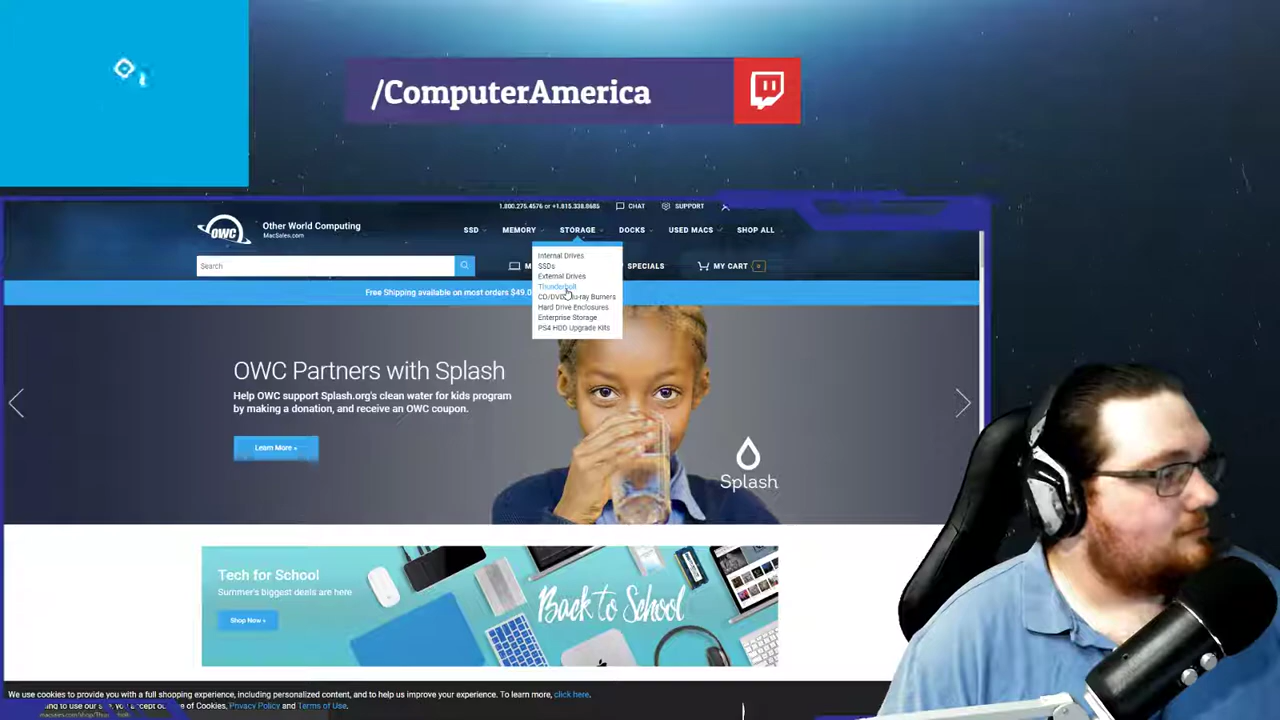 /ComputerAmerica
1.800.275.4576 or +1.815.338.8685 CHAT SUPPORT
OWC
Other World Computing
MacSales.com
SSD MEMORY STORAGE DOCKS USED MACS SHOP ALL
Search
SPECIALS MY CART 0
Free Shipping available on most orders
Internal Drives
SSDs
External Drives
Thunderbolt
Hard Drive Enclosures
Enterprise Storage
PS4 HDD Upgrade Kits
OWC Partners with Splash
Help OWC support Splash.org's clean water for kids program
by making a donation, and receive an OWC coupon.
Learn More »
Splash
Tech for School
Summer's biggest deals are here
Shop Now »
Back to School
We use cookies to provide you with a full shopping experience, including personalized content, and to help us improve your experience. To learn more, click here.
of Cookies, Privacy Policy and Terms of Use.